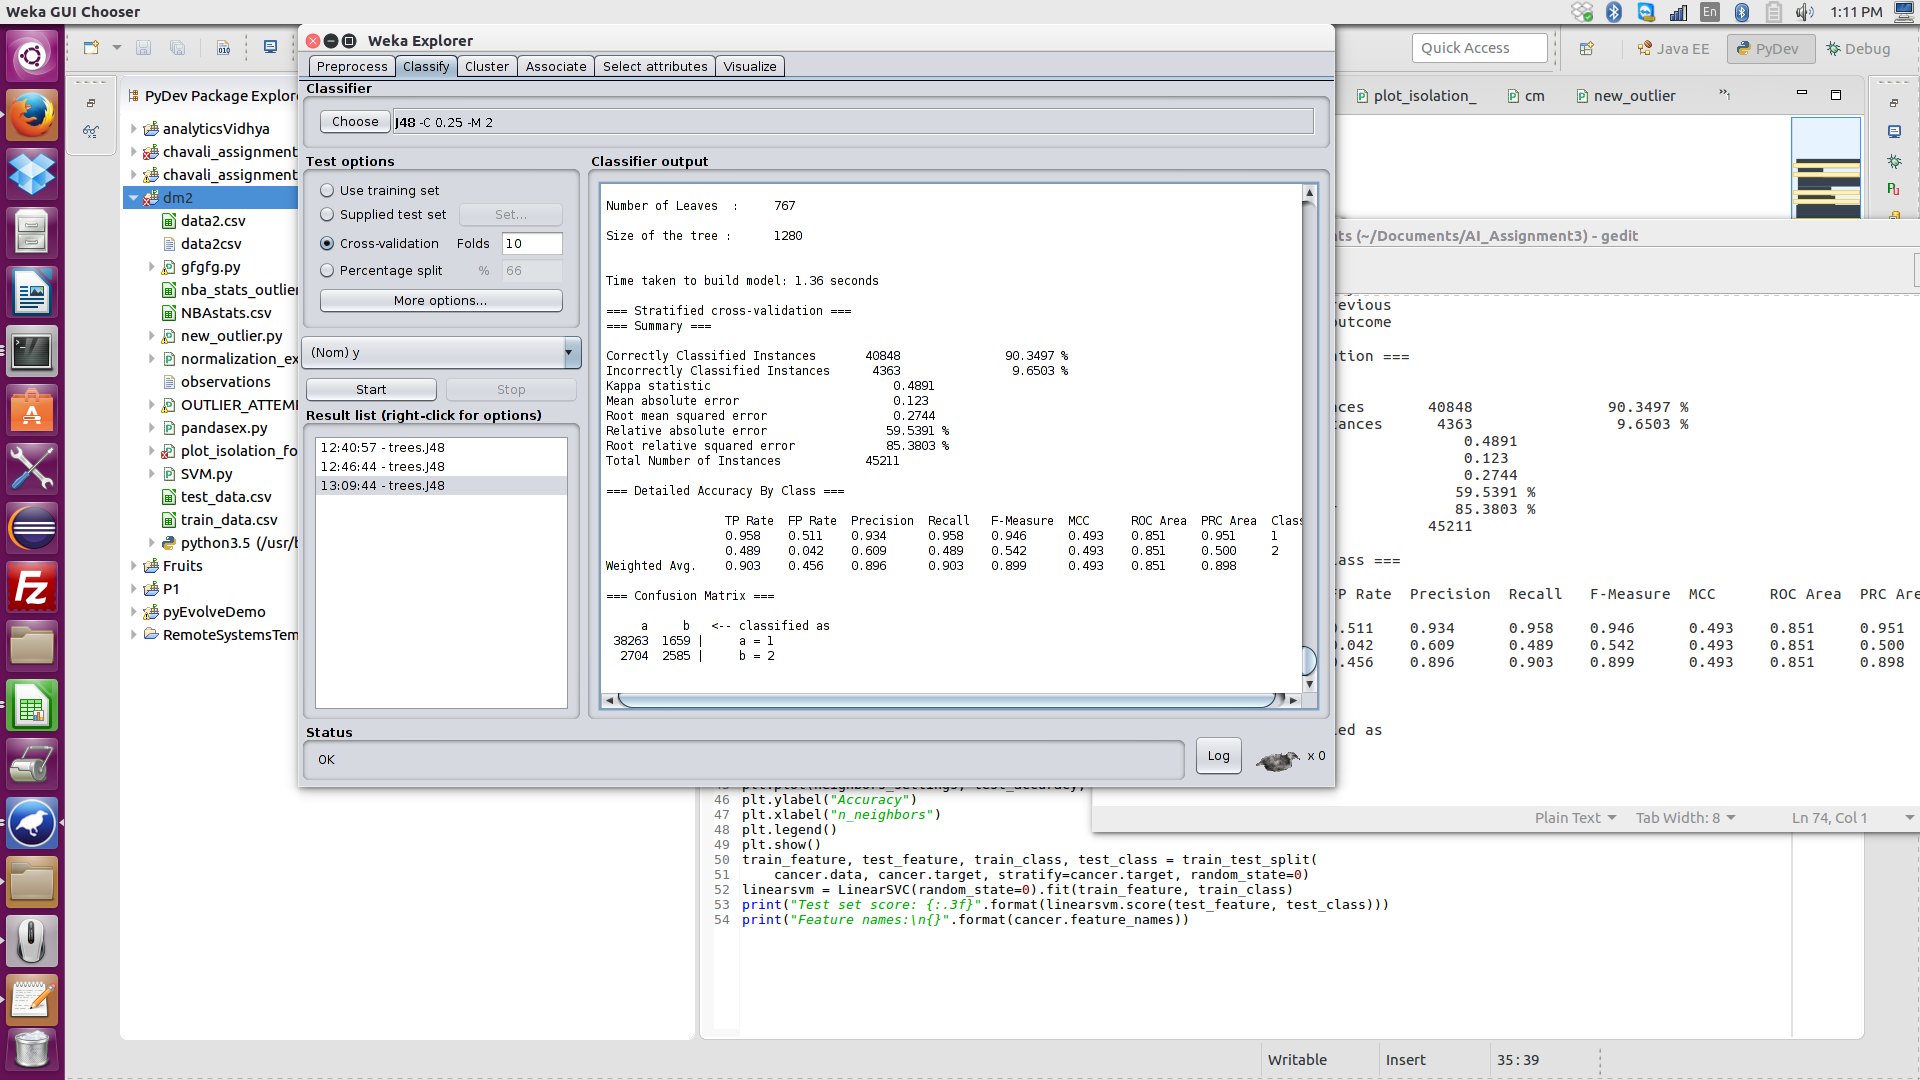 Weka GUI Chooser
En
1:11 PM
Quick Access
Java EE
PyDev
Debug
PyDev Package Explor
analyticsVidhya
chavali_assignment
chavali_assignment
dm2
data2.csv
data2csv
gfgfg.py
nba_stats_outlier
NBAstats.csv
new_outlier.py
normalization_ex
observations
OUTLIER_ATTEM
pandasex.py
plot_isolation_fo
SVM.py
test_data.csv
train_data.csv
python3.5 (/usr/b
Fruits
P1
pyEvolveDemo
RemoteSystemsTem
Weka Explorer
Preprocess
Classify
Cluster
Associate
Select attributes
Visualize
Classifier
Choose
J48 -C 0.25 -M 2
Test options
Use training set
Supplied test set
Set...
Cross-validation Folds 10
Percentage split % 66
More options...
(Nom) y
Start
Stop
Result list (right-click for options)
12:40:57 - trees.J48
12:46:44 - trees.J48
13:09:44 - trees.J48
Classifier output
Number of Leaves : 767
Size of the tree : 1280
Time taken to build model: 1.36 seconds
=== Stratified cross-validation ===
=== Summary ===
Correctly Classified Instances 40848 90.3497 %
Incorrectly Classified Instances 4363 9.6503 %
Kappa statistic 0.4891
Mean absolute error 0.123
Root mean squared error 0.2744
Relative absolute error 59.5391 %
Root relative squared error 85.3803 %
Total Number of Instances 45211
=== Detailed Accuracy By Class ===
TP Rate FP Rate Precision Recall F-Measure MCC ROC Area PRC Area Class
0.958 0.511 0.934 0.958 0.946 0.493 0.851 0.951 1
0.489 0.042 0.609 0.489 0.542 0.493 0.851 0.500 2
Weighted Avg. 0.903 0.456 0.896 0.903 0.899 0.493 0.851 0.898
=== Confusion Matrix ===
a b <-- classified as
38263 1659 | a = 1
2704 2585 | b = 2
Status
OK
Log
x 0
plot_isolation_
cm
new_outlier
ts (~/Documents/AI_Assignment3) - gedit
evious
utcome
tion ===
ces 40848 90.3497 %
ances 4363 9.6503 %
0.4891
0.123
0.2744
59.5391 %
85.3803 %
45211
ass ===
FP Rate Precision Recall F-Measure MCC ROC Area PRC Are
.511 0.934 0.958 0.946 0.493 0.851 0.951
.042 0.609 0.489 0.542 0.493 0.851 0.500
.456 0.896 0.903 0.899 0.493 0.851 0.898
ed as
Plain Text
Tab Width: 8
Ln 74, Col 1
46 plt.ylabel("Accuracy")
47 plt.xlabel("n_neighbors")
48 plt.legend()
49 plt.show()
50 train_feature, test_feature, train_class, test_class = train_test_split(
51 cancer.data, cancer.target, stratify=cancer.target, random_state=0)
52 linearsvm = LinearSVC(random_state=0).fit(train_feature, train_class)
53 print("Test set score: {:.3f}".format(linearsvm.score(test_feature, test_class)))
54 print("Feature names:\n{}".format(cancer.feature_names))
Writable
Insert
35:39